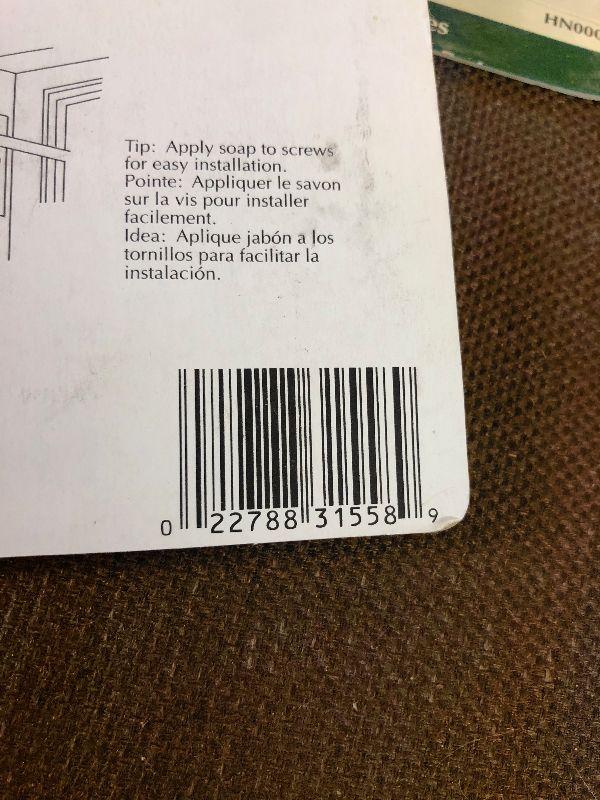 HN000
Tip: Apply soap to screws
for easy installation.
Pointe: Appliquer le savon
sur la vis pour installer
facilement.
Idea: Aplique jabón a los
tornillos para facilitar la
instalación.
0 22788 31558 9